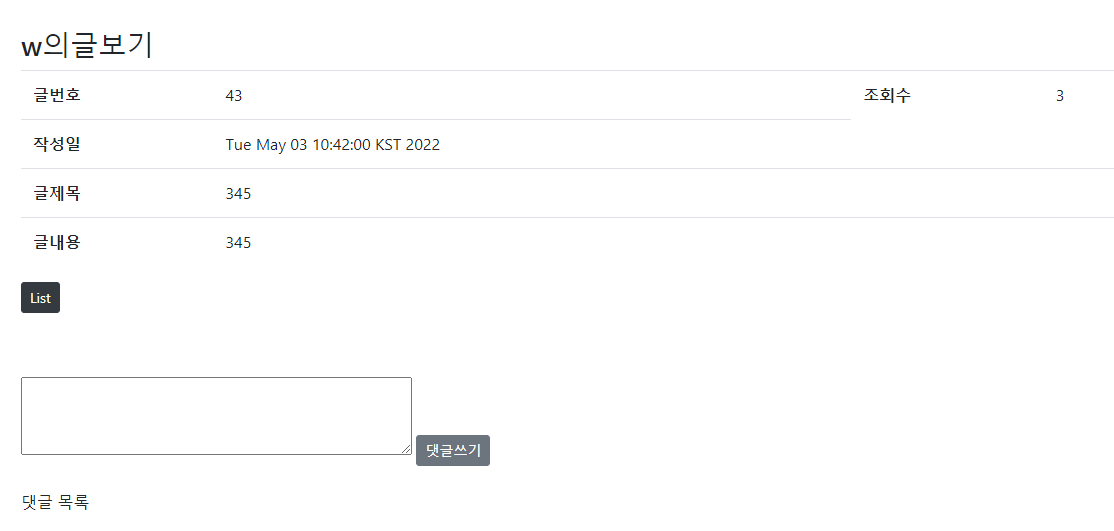 w의글보기
글번호 43 조회수 3
작성일 Tue May 03 10:42:00 KST 2022
글제목 345
글내용 345
List
댓글쓰기
댓글 목록